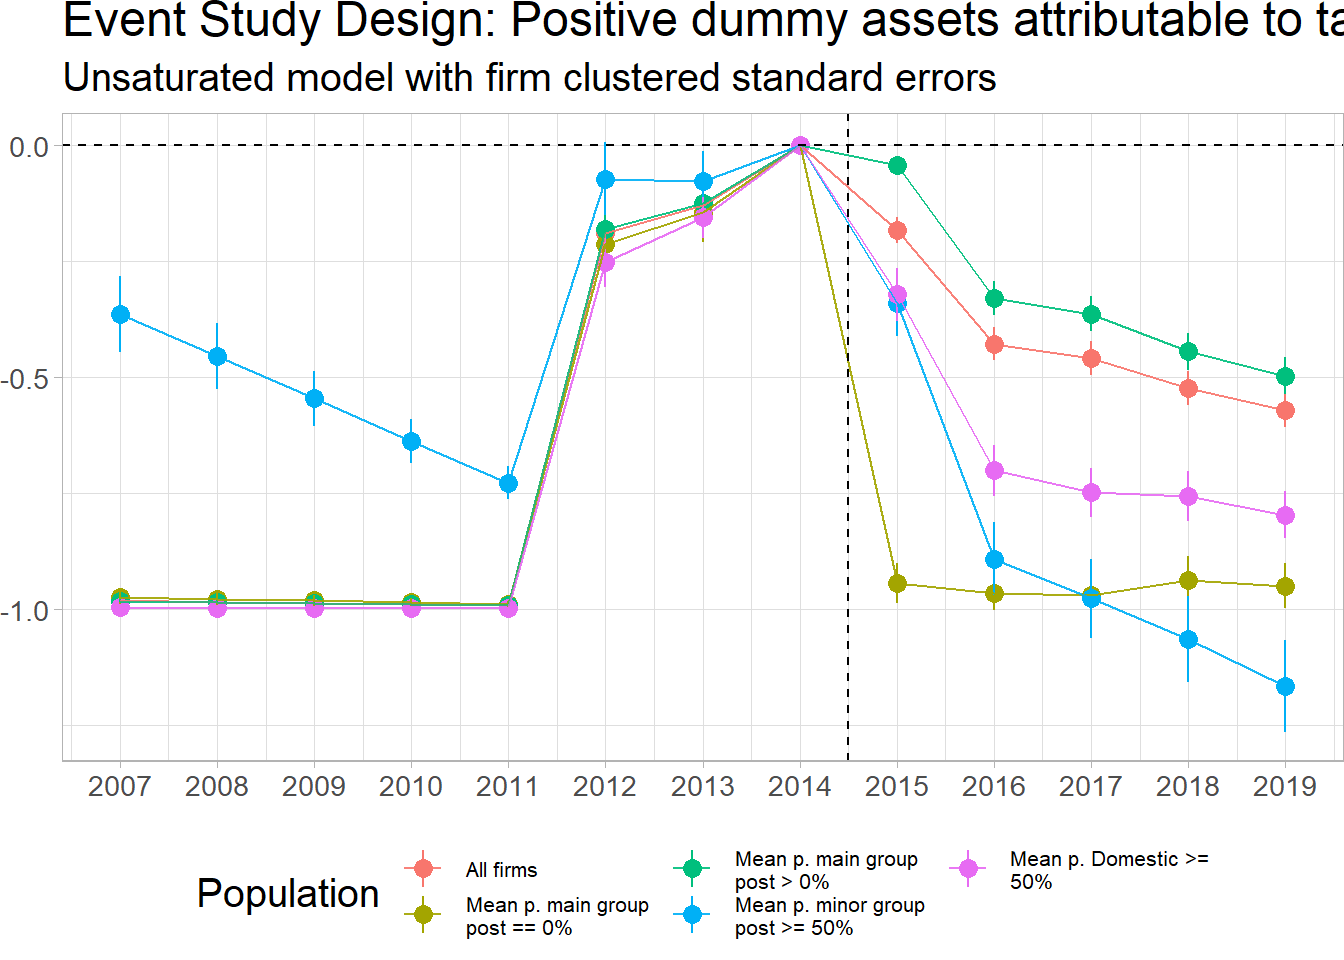 Event Study Design: Positive dummy assets attributable to
Unsaturated model with firm clustered standard errors
0.0
-0.5
-1.0
2007 2008 2009 2010 2011 2012 2013 2014 2015 2016 2017 2018 2019
Population
All firms
Mean p. main group
post == 0%
Mean p. main group
post > 0%
Mean p. minor group
post >= 50%
Mean p. Domestic >=
50%